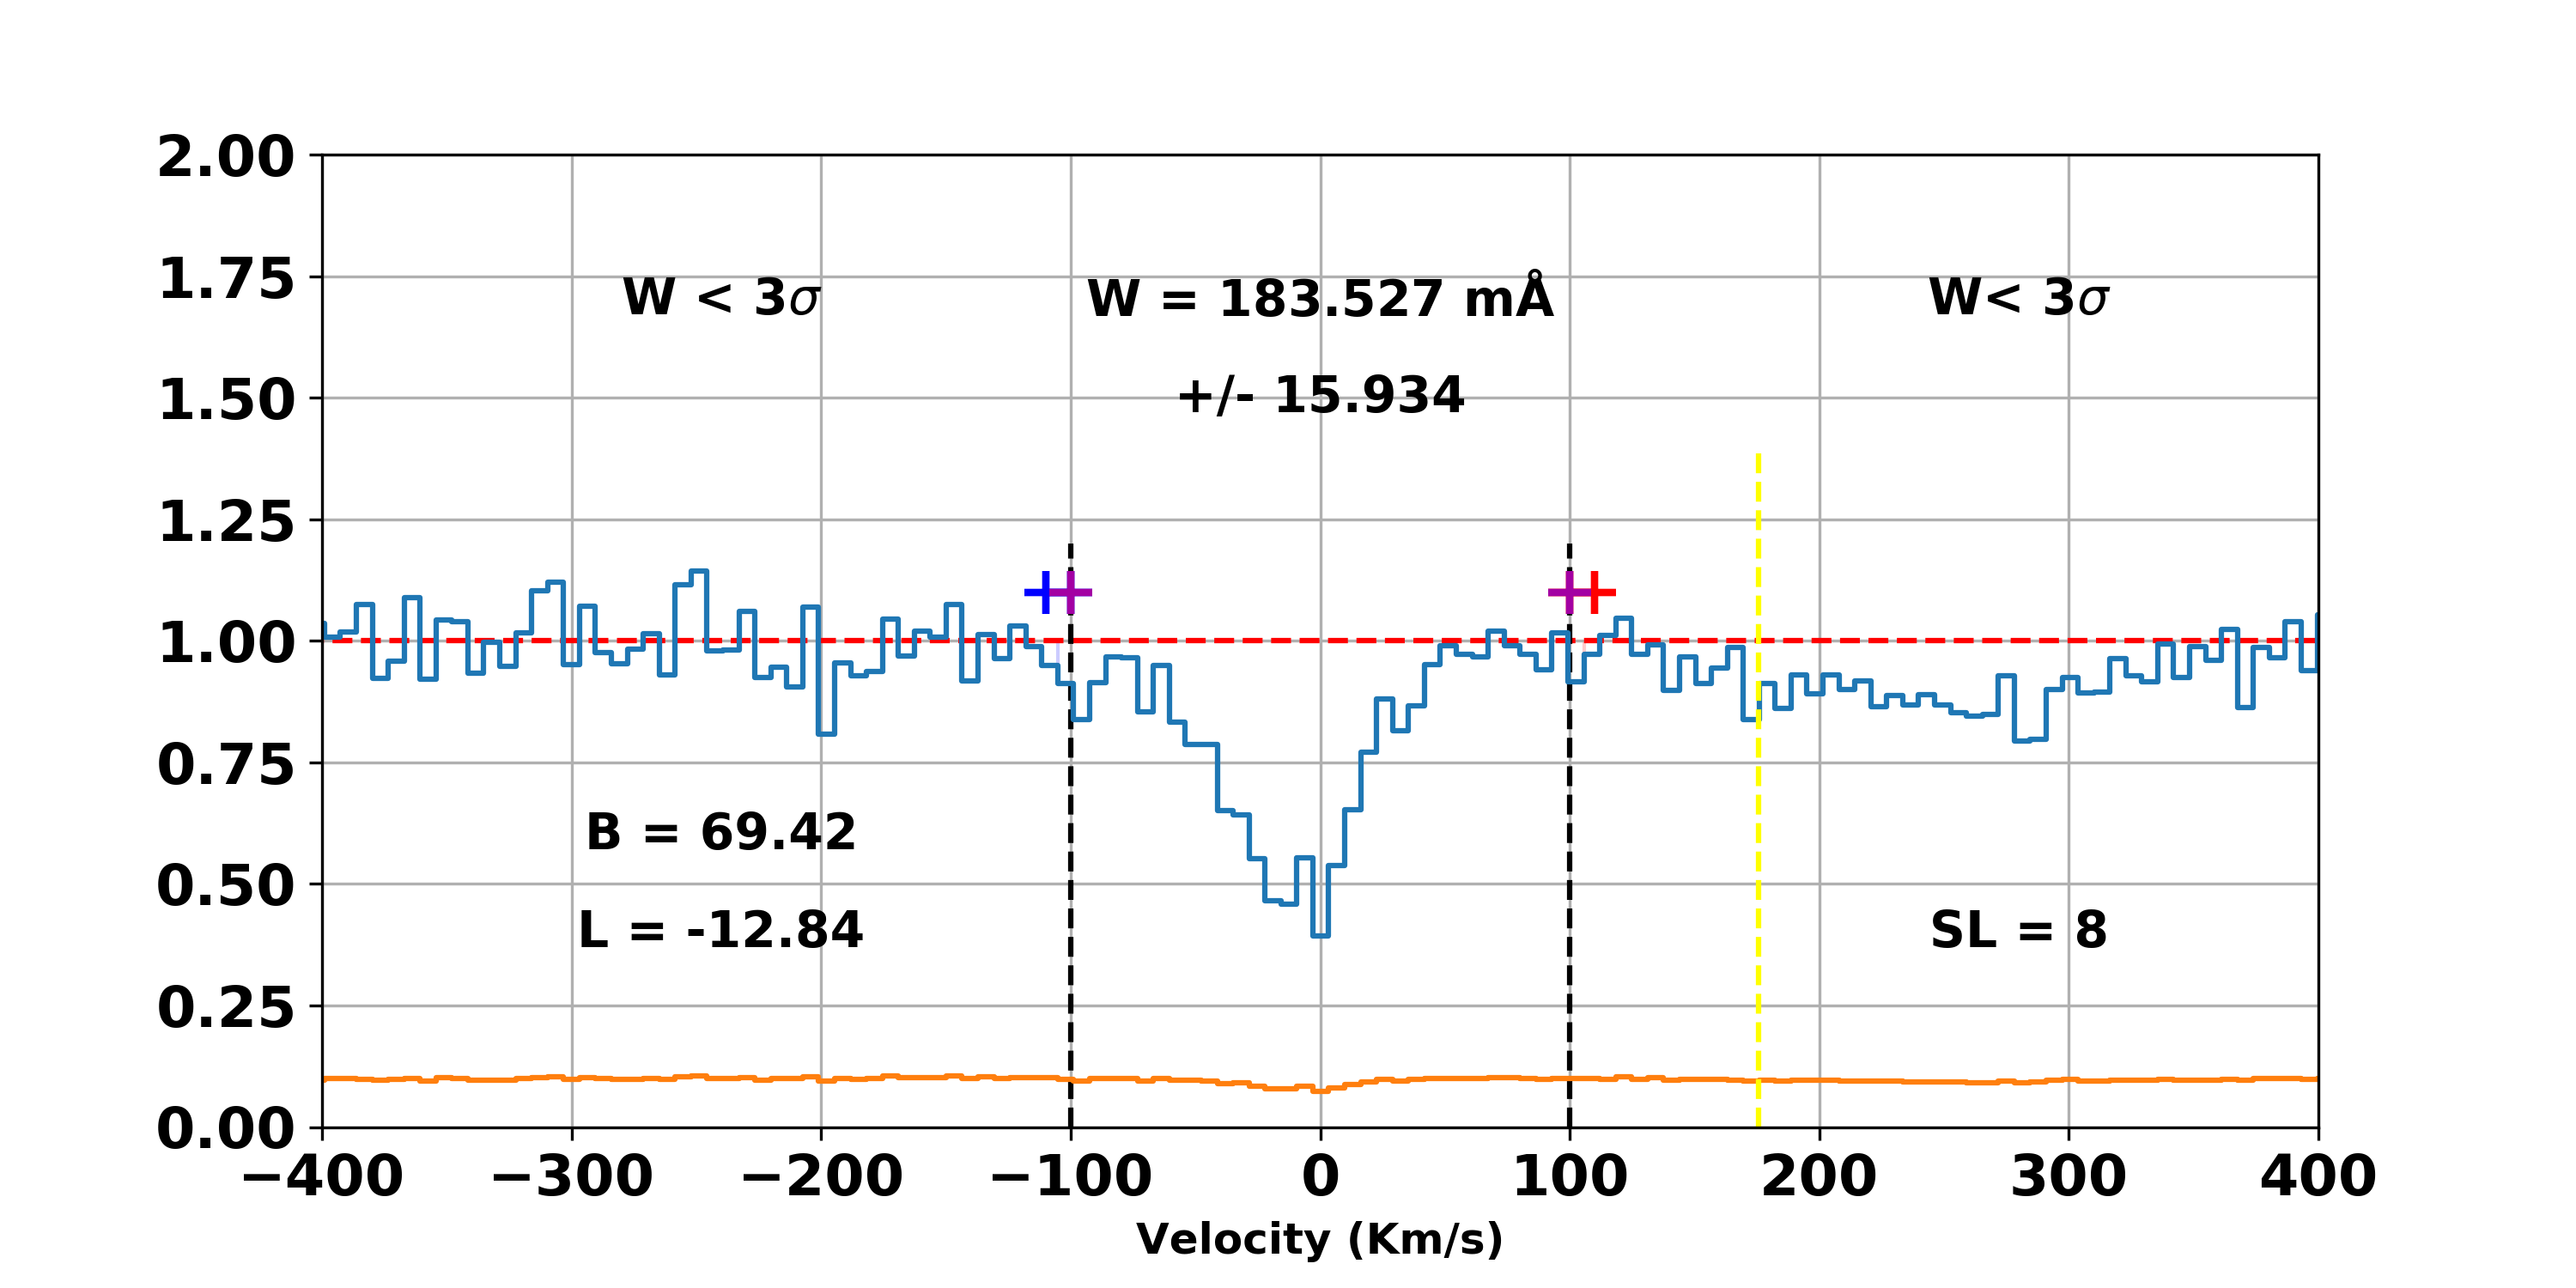 2.00
1.75
1.50
1.25
1.00
0.75
0.50
0.25
0.00
W < 3σ
W = 183.527 mÅ
+/- 15.934
W< 3σ
B = 69.42
L = -12.84
SL = 8
−400 −300 −200 −100 0 100 200 300 400
Velocity (Km/s)